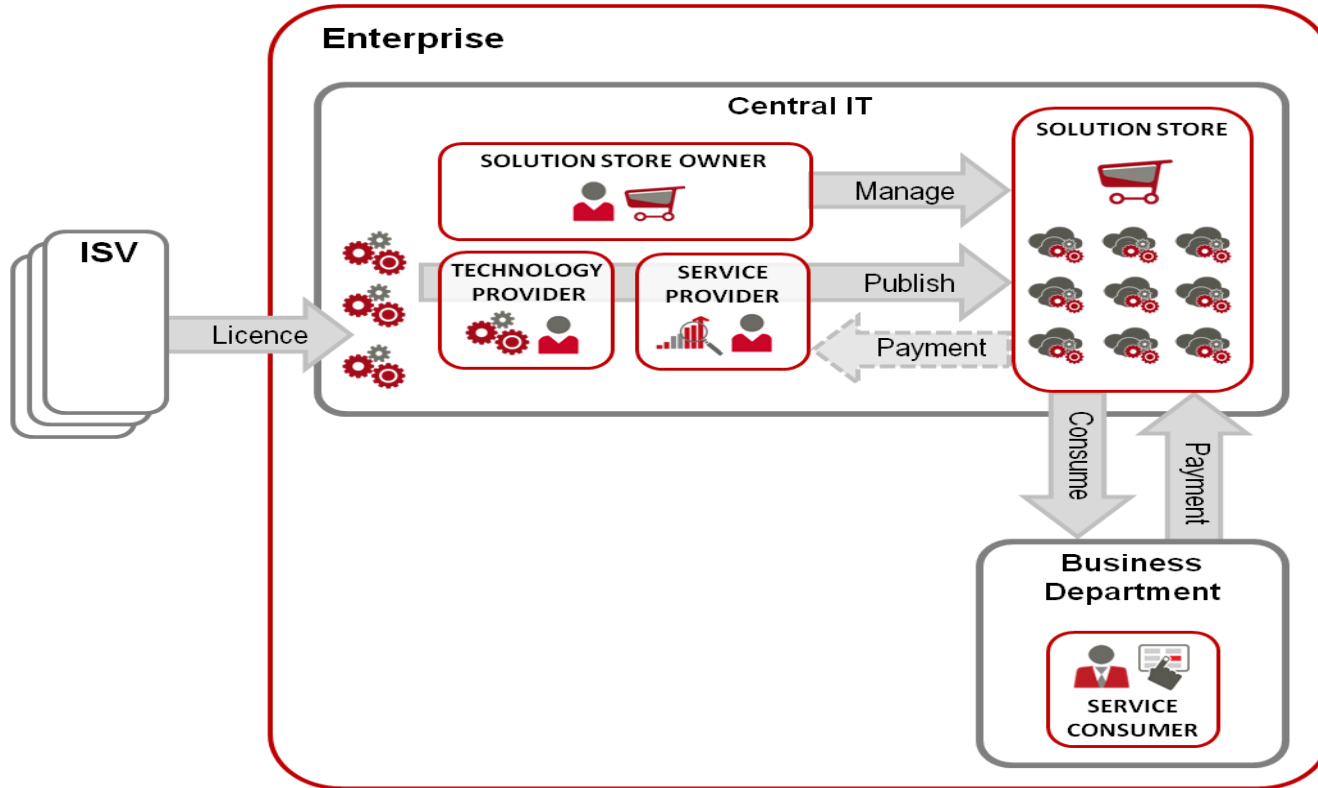 Enterprise
Central IT
SOLUTION STORE
SOLUTION STORE OWNER
Manage
ISV
TECHNOLOGY
PROVIDER
SERVICE
PROVIDER
Publish
Licence
Payment
Consume
Payment
Business
Department
SERVICE
CONSUMER